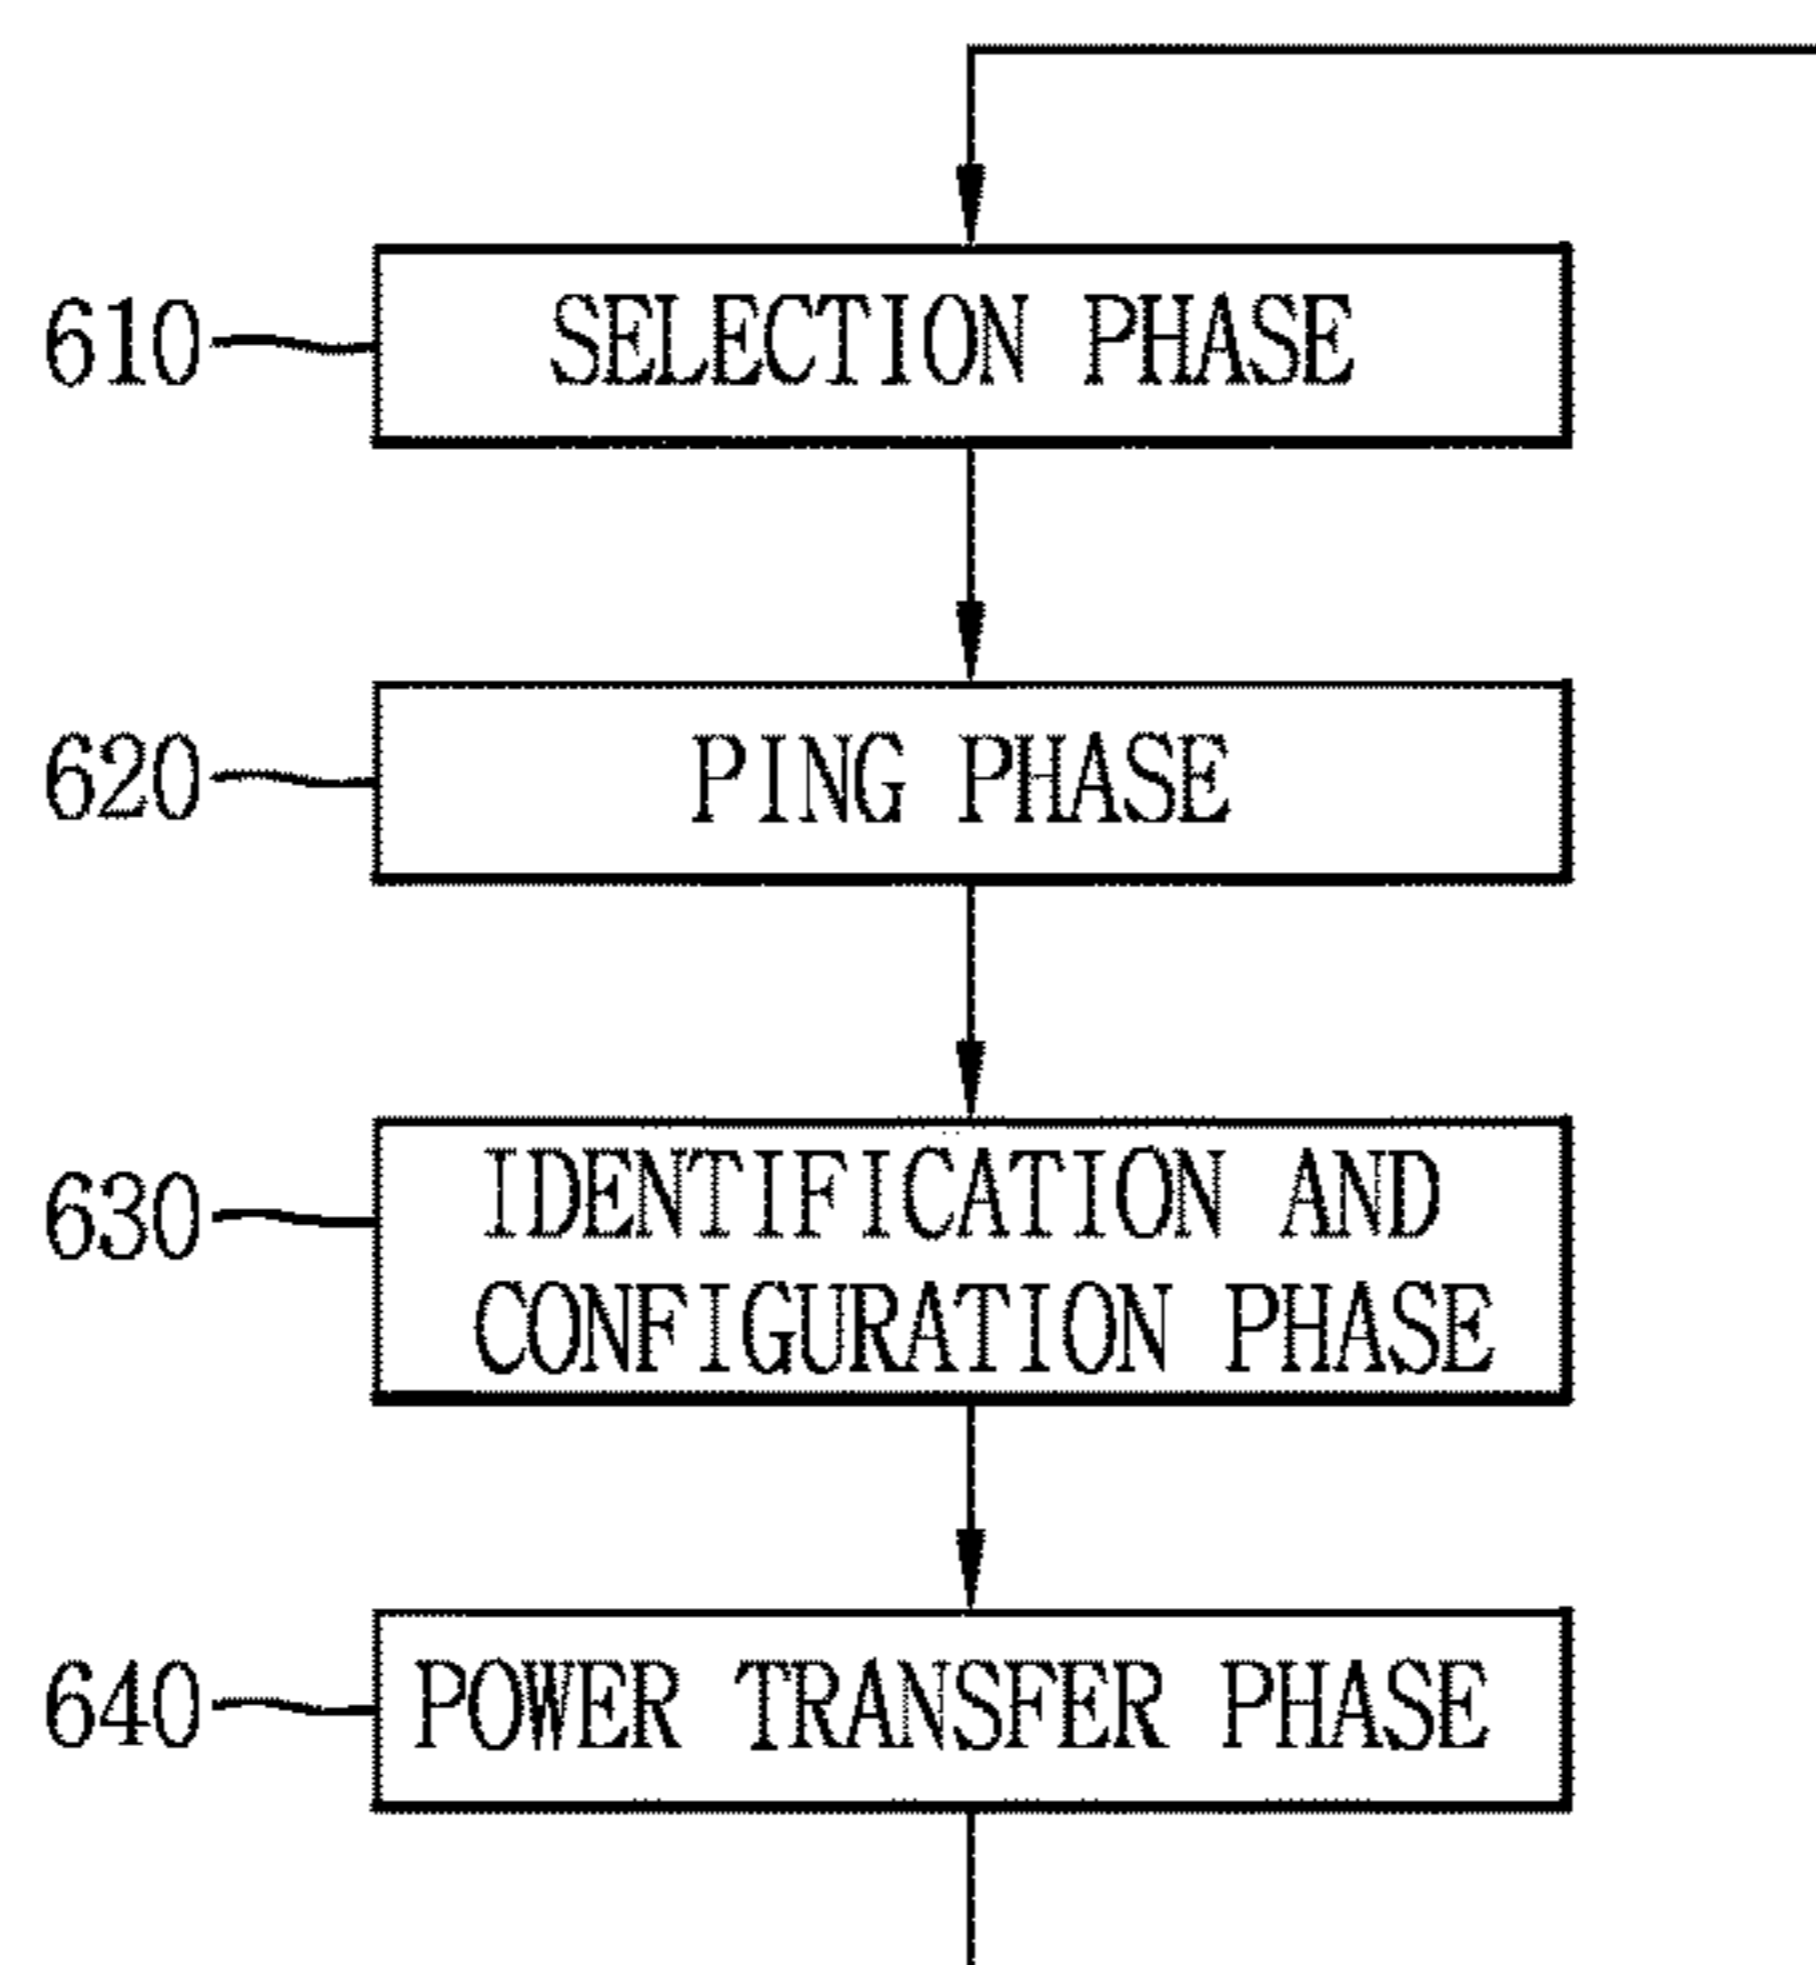 610
SELECTION PHASE
620
PING PHASE
630
IDENTIFICATION AND
CONFIGURATION PHASE
640
POWER TRANSFER PHASE